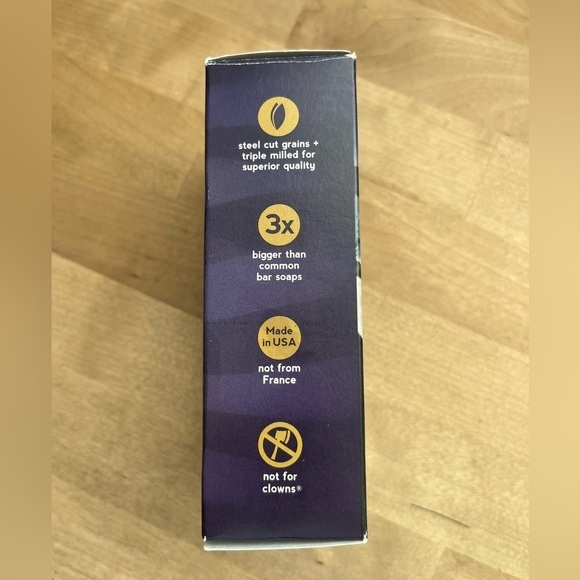 steel cut grains +
triple milled for
superior quality
3x
bigger than
common
bar soaps
Made
in USA
not from
France
not for
clowns®